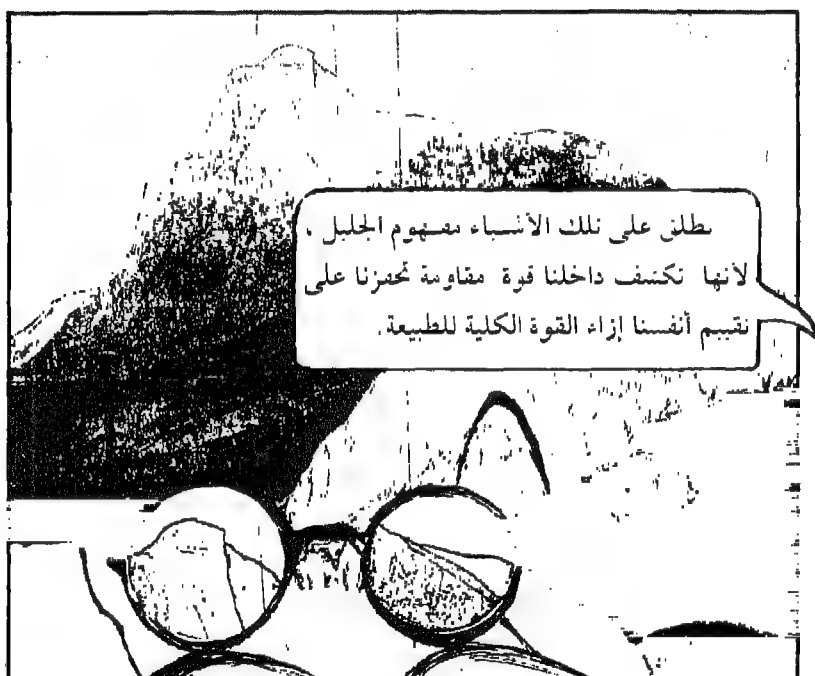 نطلق على تلك الأشياء مفهوم الجليل ،
لأنها تكشف داخلنا قوة مقاومة تحفزنا على
تقييم أنفسنا إزاء القوة الكلية للطبيعة .